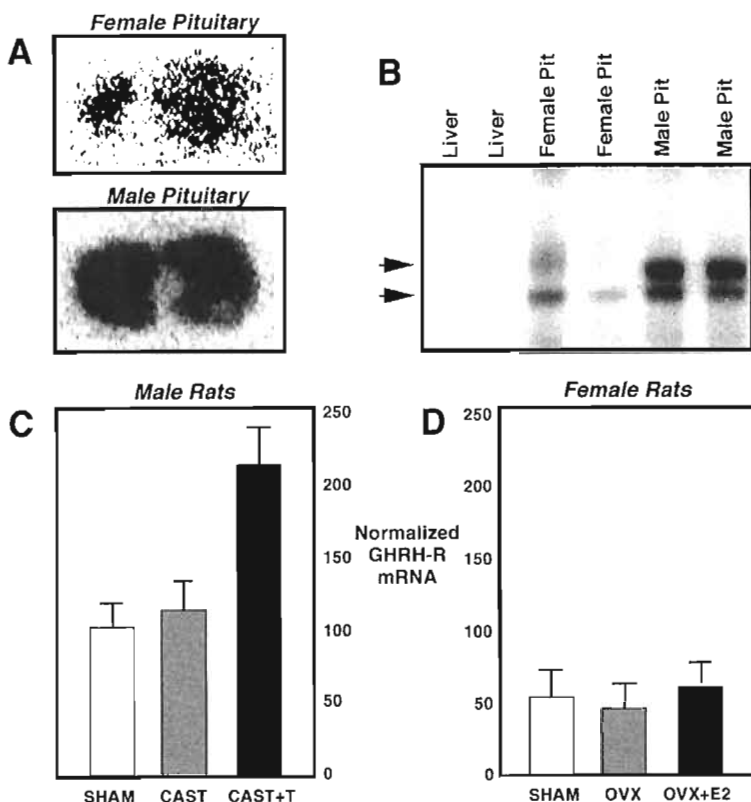 Female Pituitary
A
Male Pituitary
B
Liver
Liver
Female Pit
Female Pit
Male Pit
Male Pit
Male Rats
C
250
200
150
100
50
0
SHAM CAST CAST+T
Normalized
GHRH-R
mRNA
Female Rats
D
250
200
150
100
50
0
SHAM OVX OVX+E2